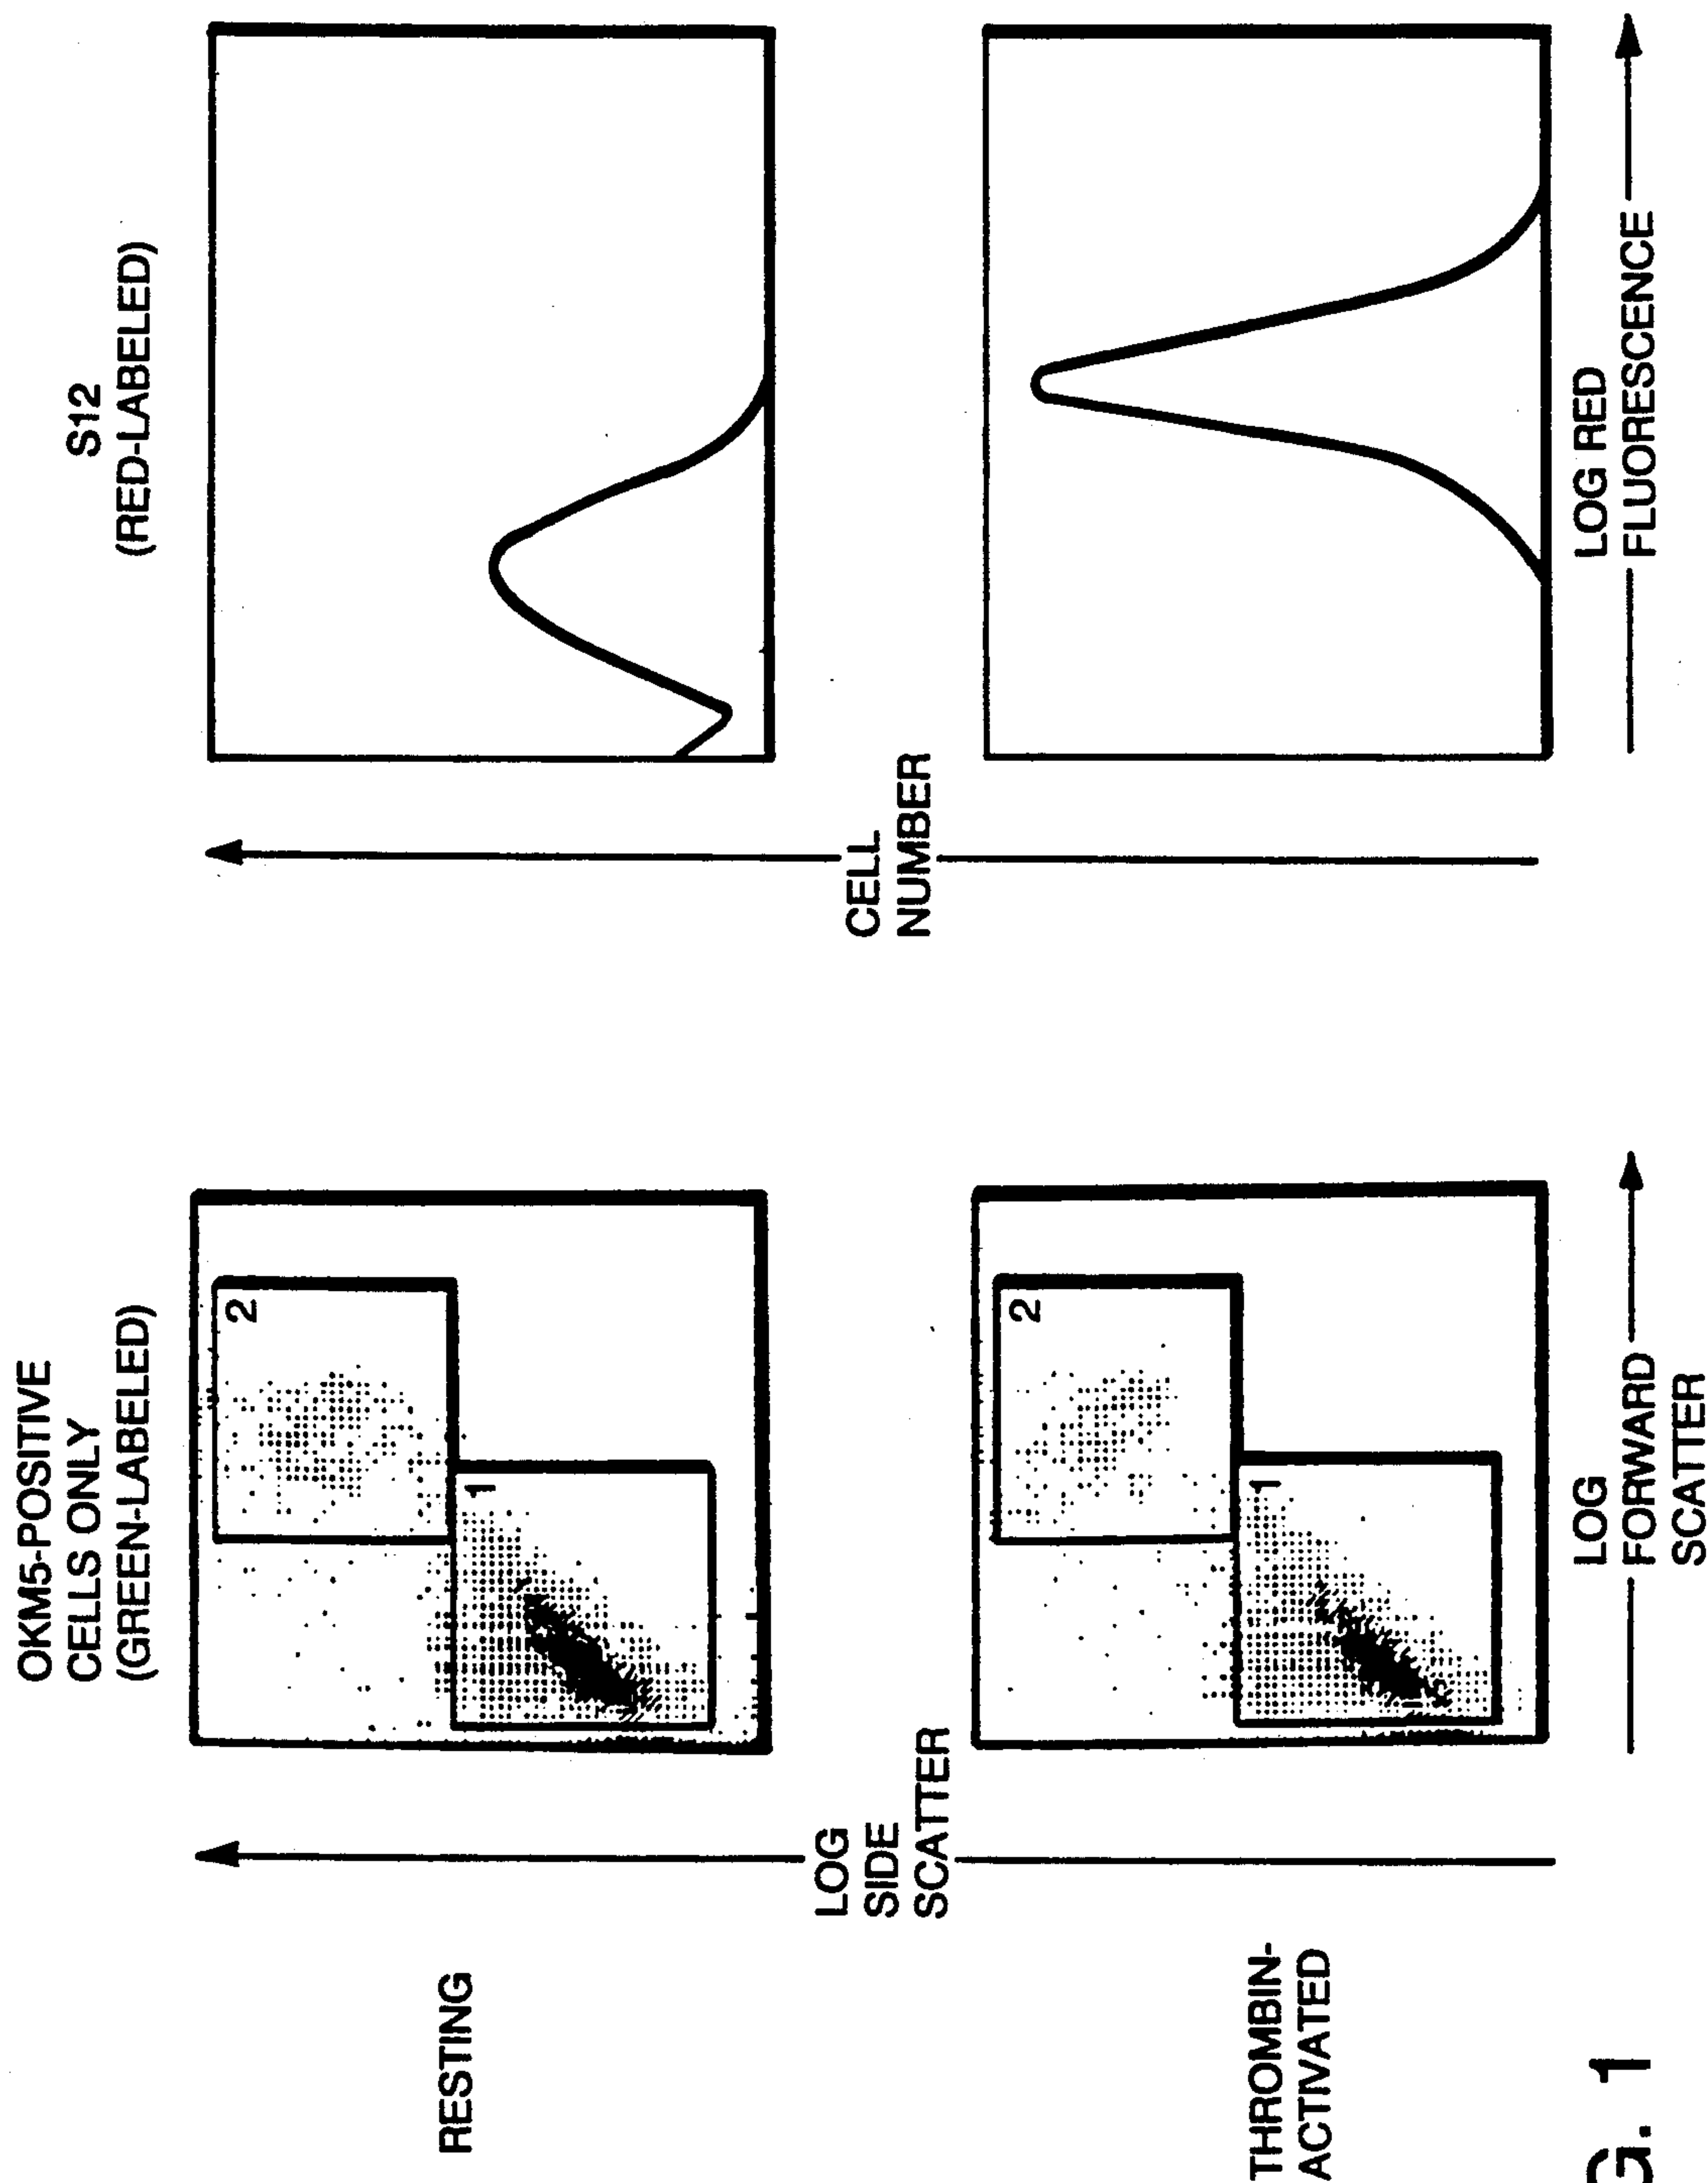 OKM5-POSITIVE
CELLS ONLY
(GREEN-LABELED)
S12
(RED-LABELED)
RESTING
2
1
LOG
SIDE
SCATTER
CELL
NUMBER
THROMBIN-
ACTIVATED
2
1
LOG
FORWARD
SCATTER
LOG RED
FLUORESCENCE
G. 1